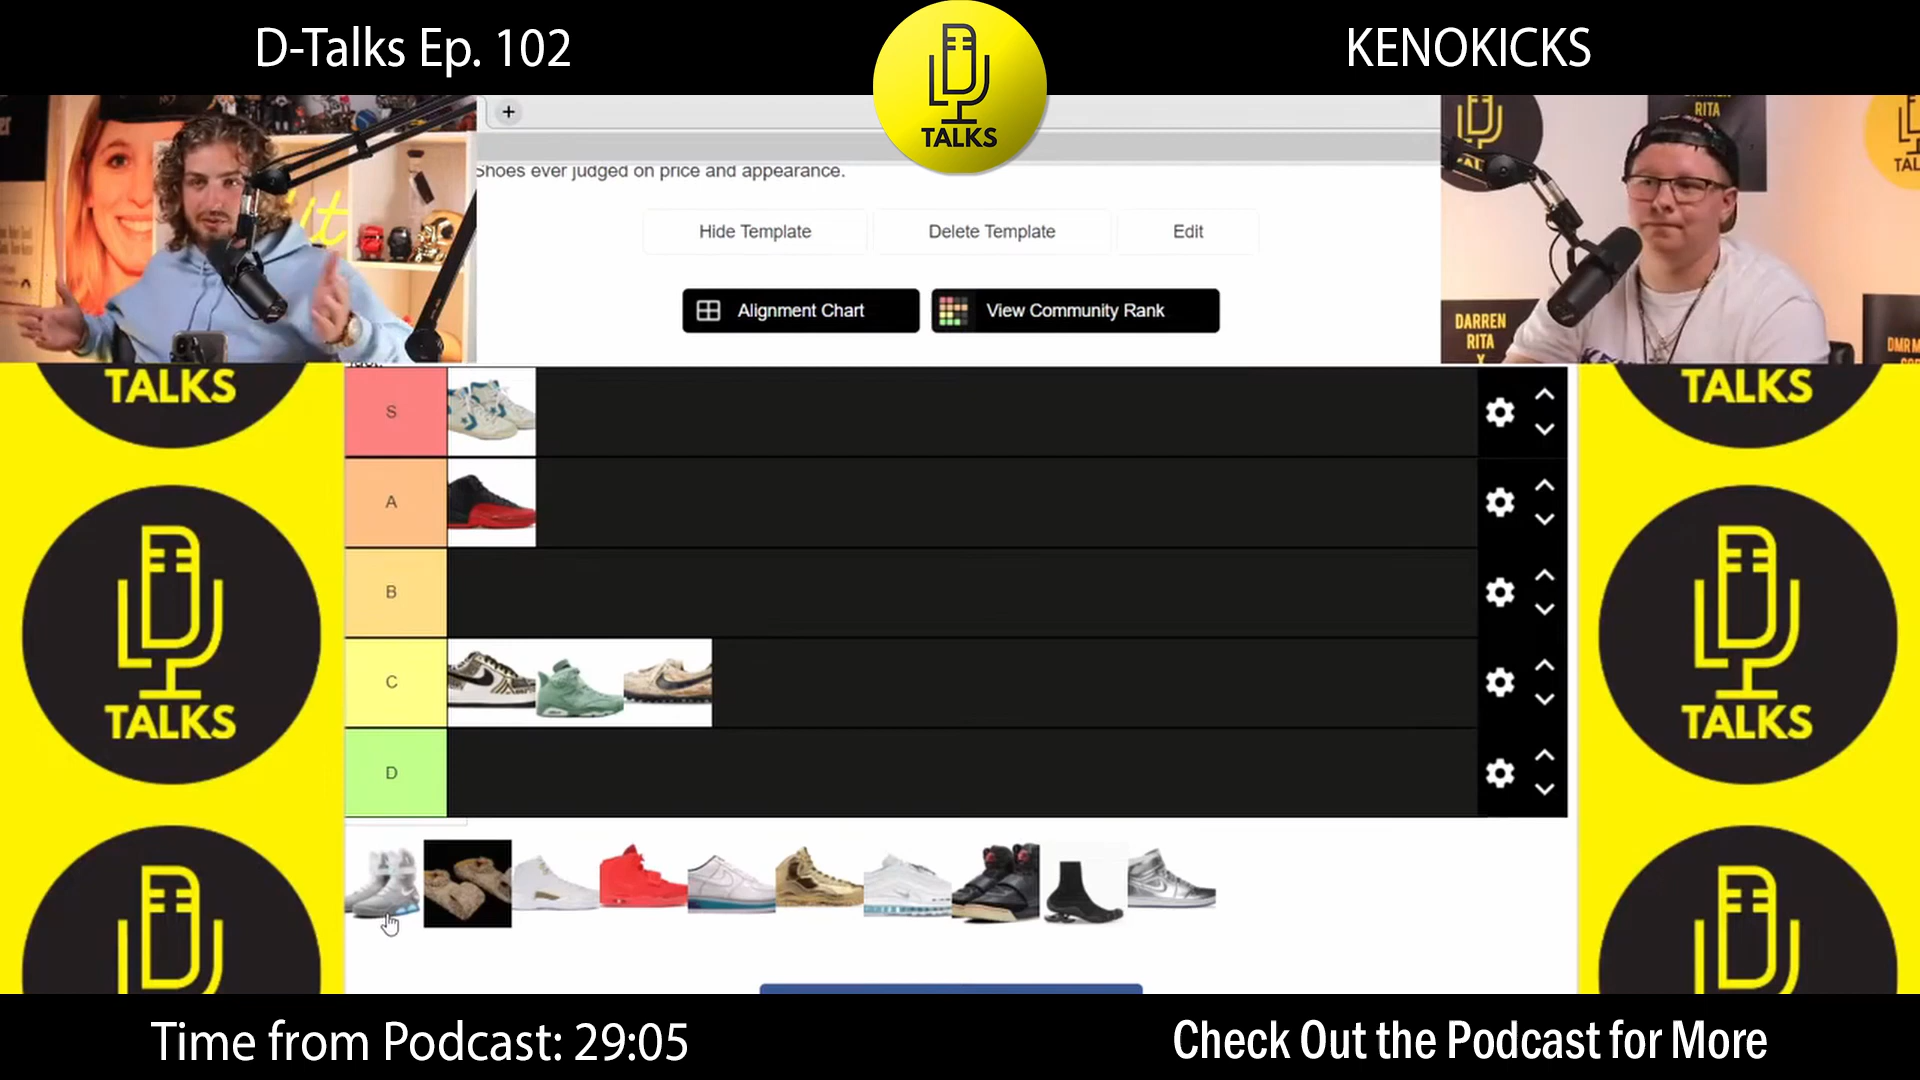 D-Talks Ep. 102
KENOKICKS
TALKS
+
Shoes ever judged on price and appearance.
Hide Template
Delete Template
Edit
Alignment Chart
View Community Rank
RITA
DARREN
RITA
X
TALKS
TALKS
S
A
B
C
D
TALKS
TALKS
Time from Podcast: 29:05
Check Out the Podcast for More